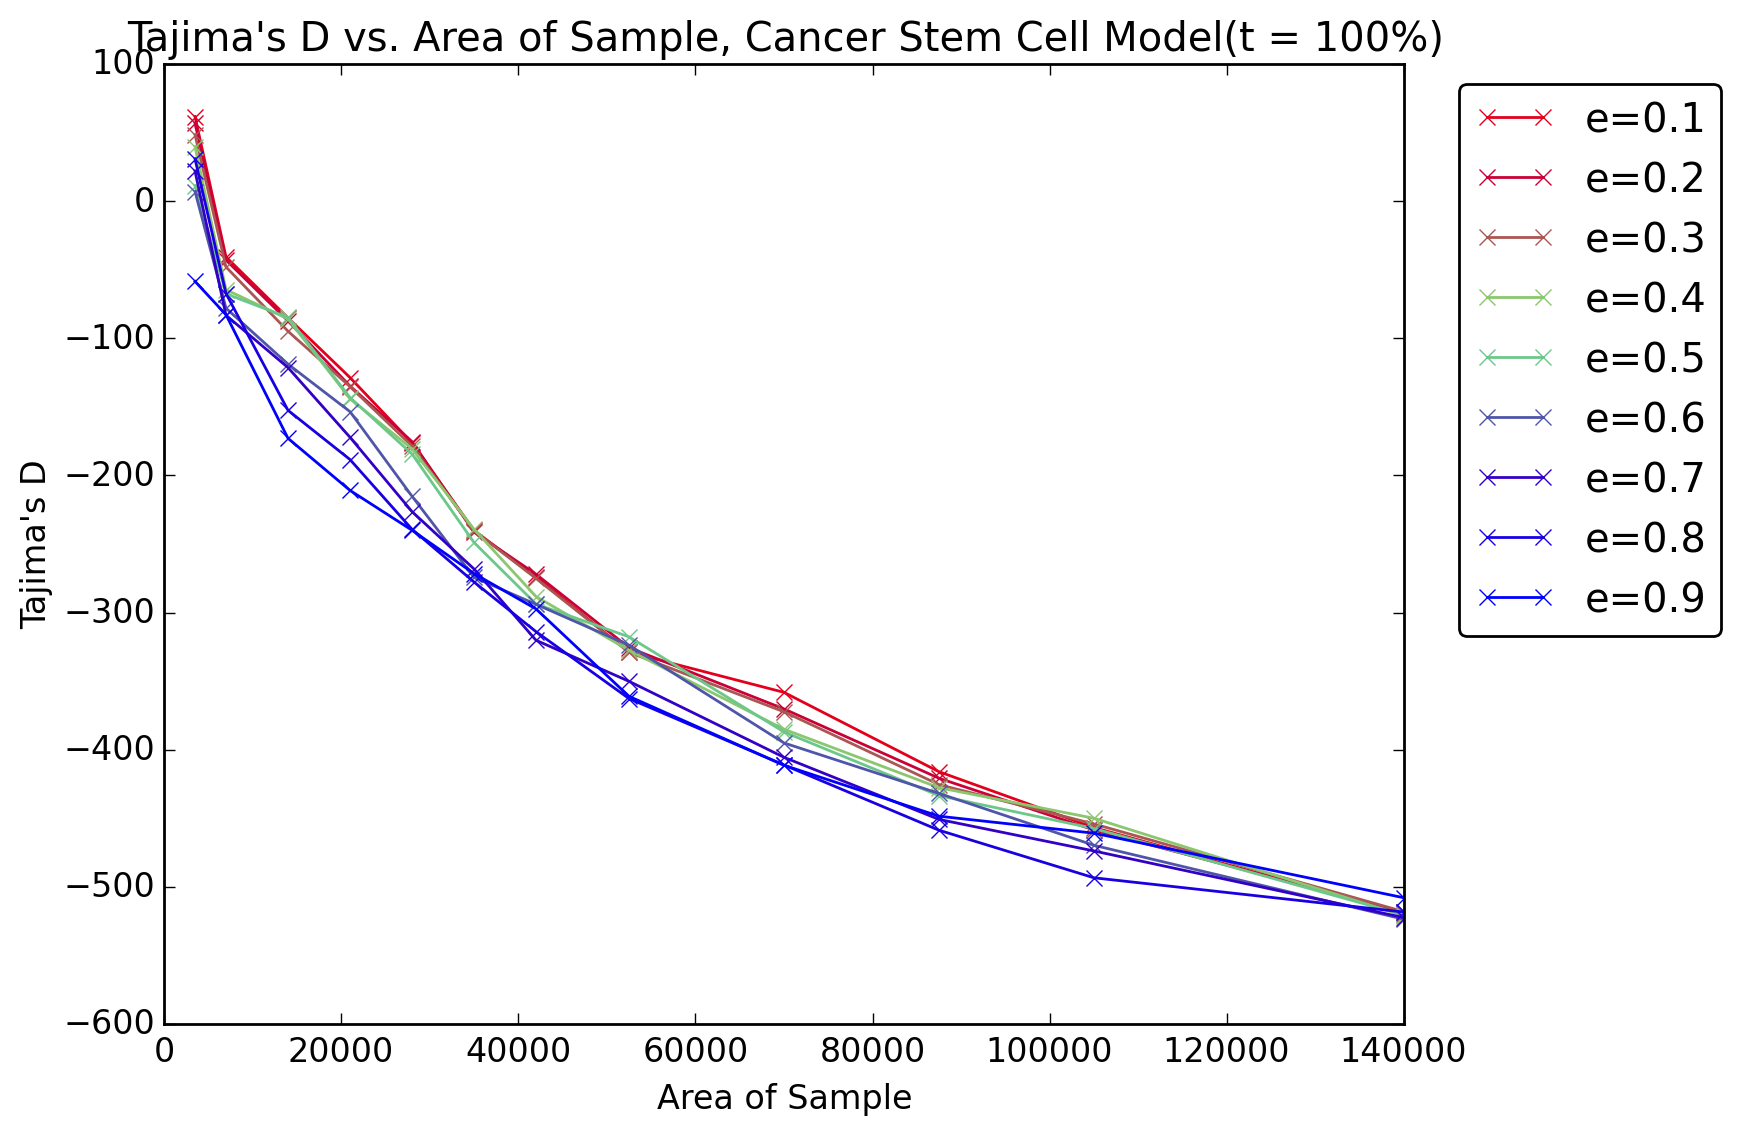 Tajima's D vs. Area of Sample, Cancer Stem Cell Model(t = 100%)
100
0
−100
−200
−300
−400
−500
−600
Tajima's D
0 20000 40000 60000 80000 100000 120000 140000
Area of Sample
e=0.1
e=0.2
e=0.3
e=0.4
e=0.5
e=0.6
e=0.7
e=0.8
e=0.9